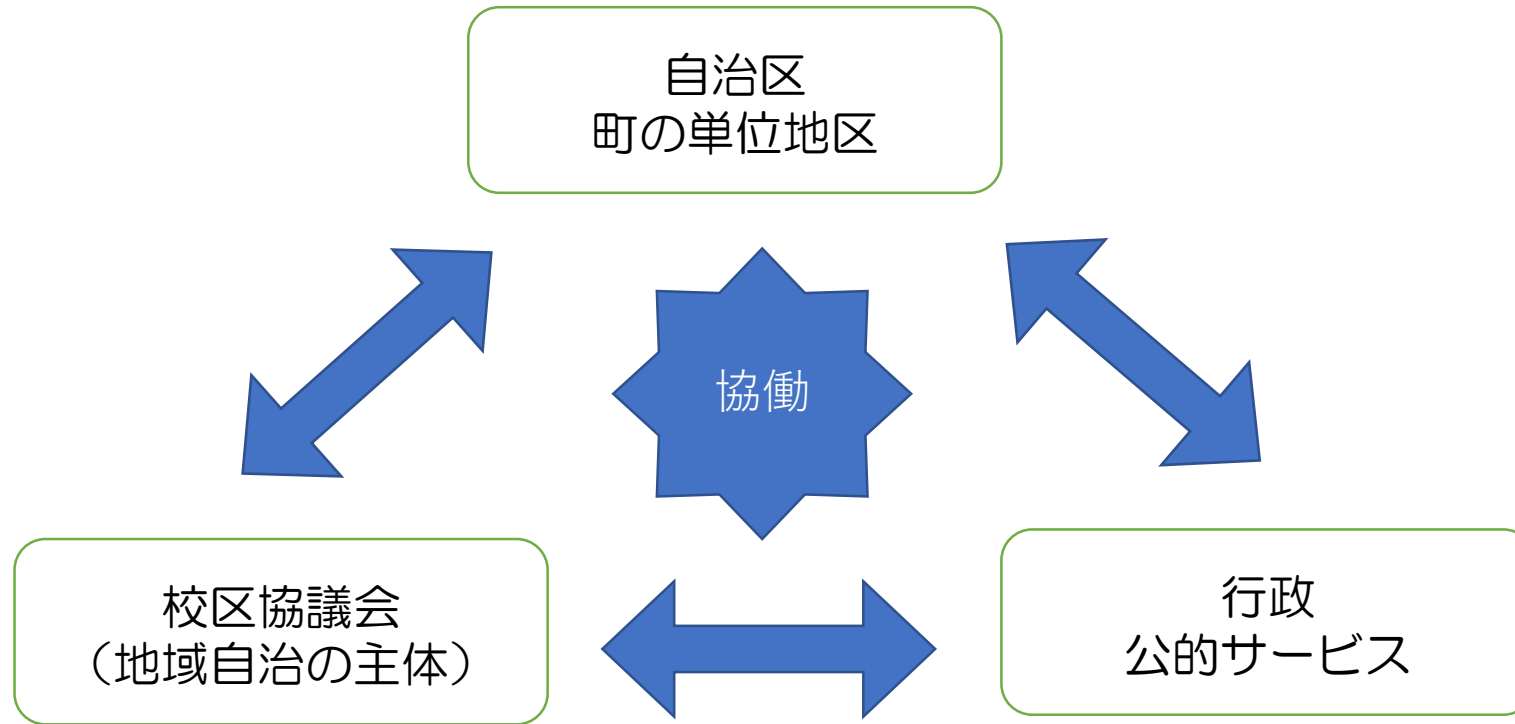 自治区
町の単位地区
協働
校区協議会
（地域自治の主体）
行政
公的サービス